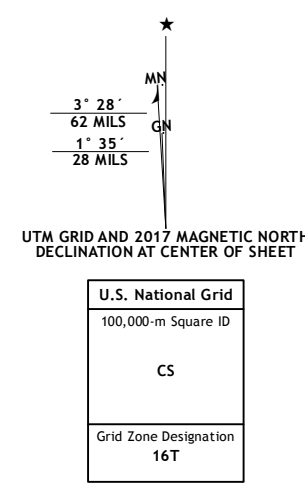 ★
MN
3° 28´
62 MILS
GN
1° 35´
28 MILS
UTM GRID AND 2017 MAGNETIC NORTH
DECLINATION AT CENTER OF SHEET
U.S. National Grid
100,000-m Square ID
CS
Grid Zone Designation
16T